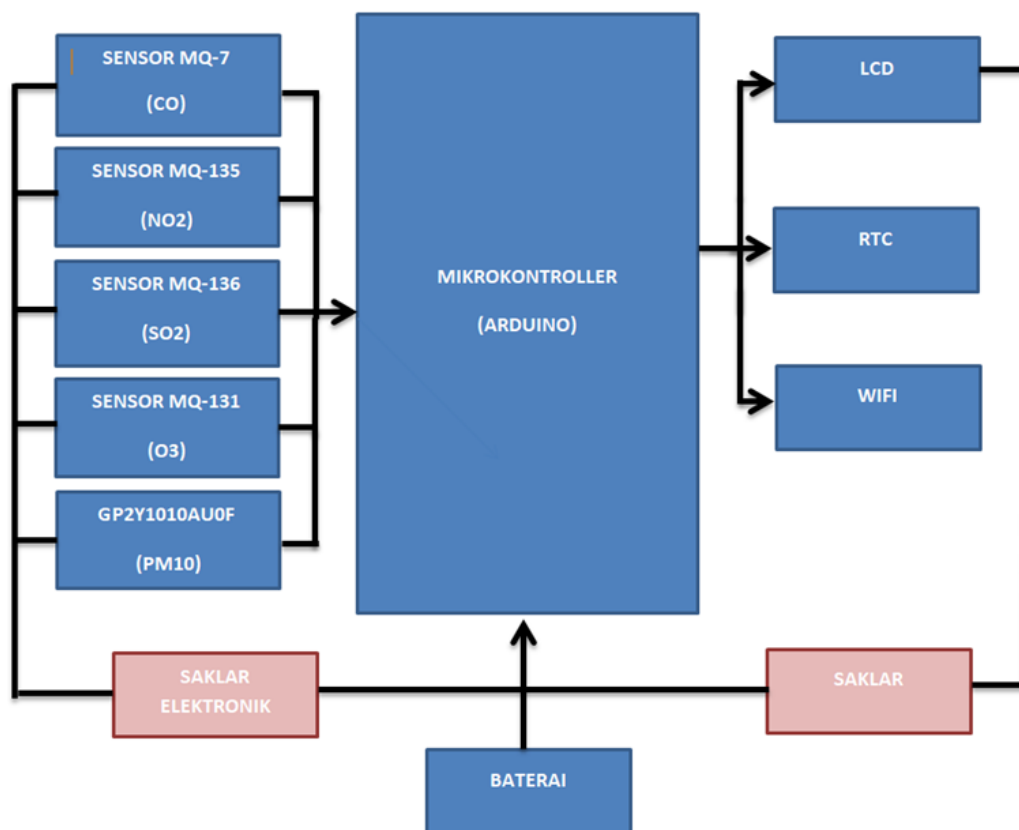 SENSOR MQ-7
(CO)
SENSOR MQ-135
(NO2)
SENSOR MQ-136
(SO2)
SENSOR MQ-131
(O3)
GP2Y1010AU0F
(PM10)
MIKROKONTROLLER
(ARDUINO)
LCD
RTC
WIFI
SAKLAR
ELEKTRONIK
SAKLAR
BATERAI